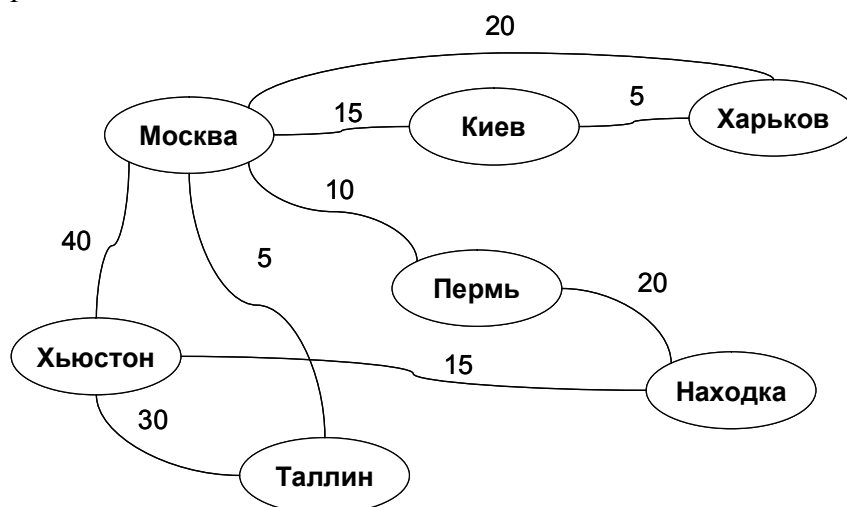 20
15
5
Москва
Киев
Харьков
10
40
5
Пермь
20
Хьюстон
15
Находка
30
Таллин